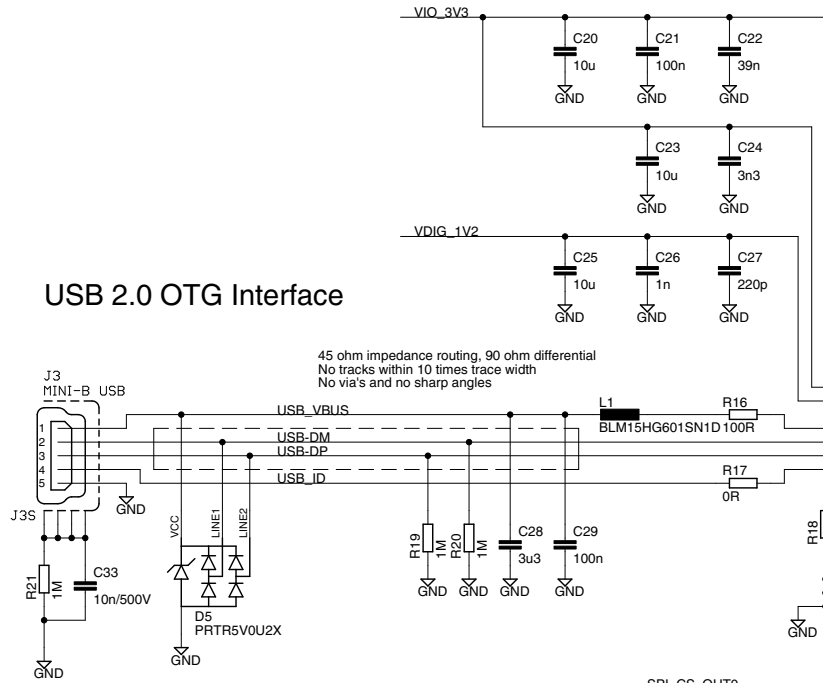 VIO_3V3
C20
10u
GND
C21
100n
GND
C22
39n
GND
C23
10u
GND
C24
3n3
GND
VDIG_1V2
C25
10u
GND
C26
1n
GND
C27
220p
GND
USB 2.0 OTG Interface
45 ohm impedance routing, 90 ohm differential
No tracks within 10 times trace width
No via's and no sharp angles
J3
MINI-B USB
1
2
3
4
5
J3S
GND
USB_VBUS
USB-DM
USB-DP
USB_ID
L1
BLM15HG601SN1D
R16
100R
R17
0R
R18
GND
VCC
LINE1
LINE2
D5
PRTR5V0U2X
GND
R19
1M
GND
R20
1M
GND
C28
3u3
GND
C29
100n
GND
R21
1M
C33
10n/500V
GND